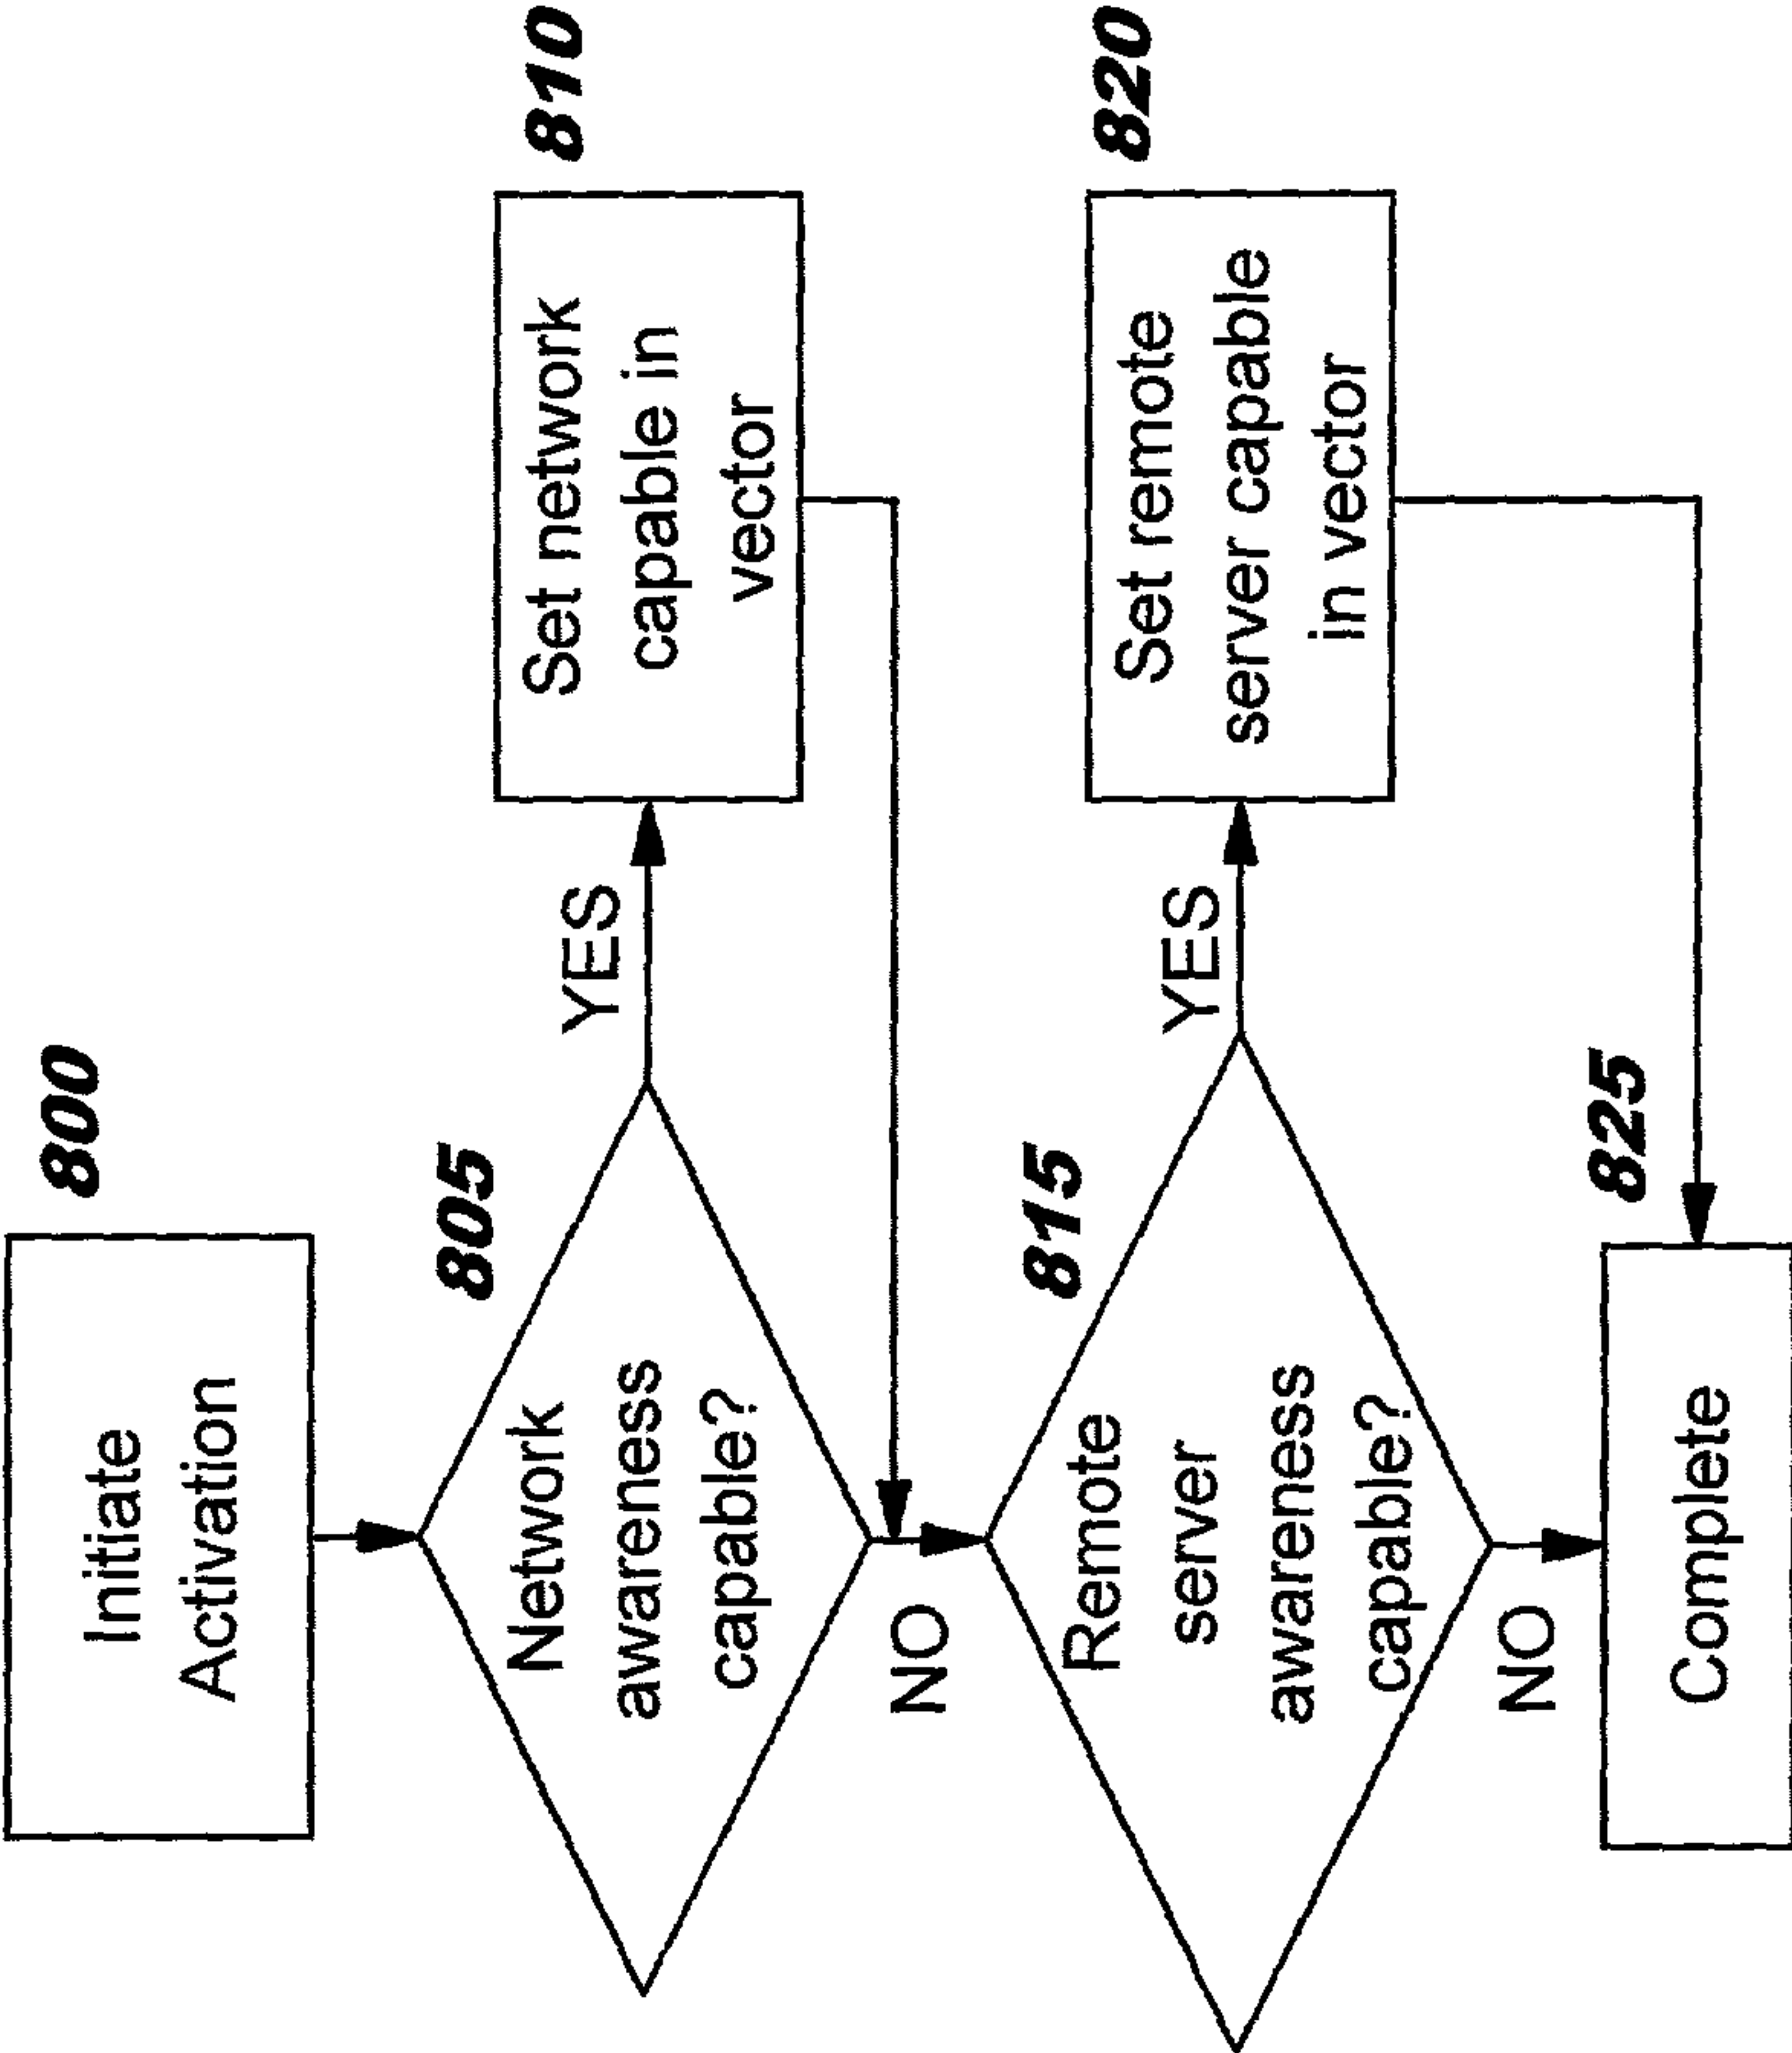 800
Initiate
Activation
805
Network
awareness
capable?
YES
810
Set network
capable in
vector
NO
815
Remote
server
awareness
capable?
YES
820
Set remote
server capable
in vector
NO
825
Complete